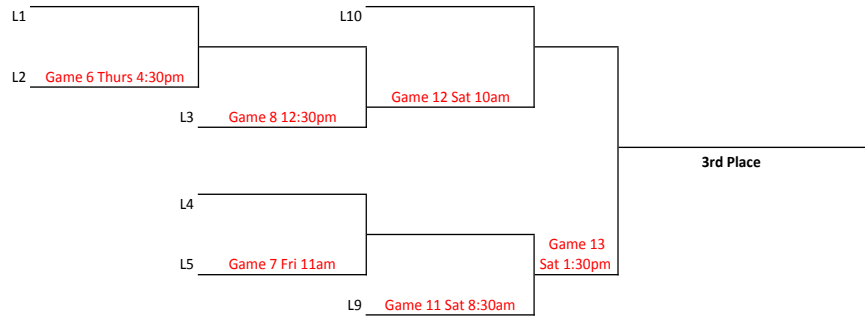 L1
L10
L2 Game 6 Thurs 4:30pm
Game 12 Sat 10am
L3 Game 8 12:30pm
3rd Place
L4
Game 13
Sat 1:30pm
L5 Game 7 Fri 11am
L9 Game 11 Sat 8:30am